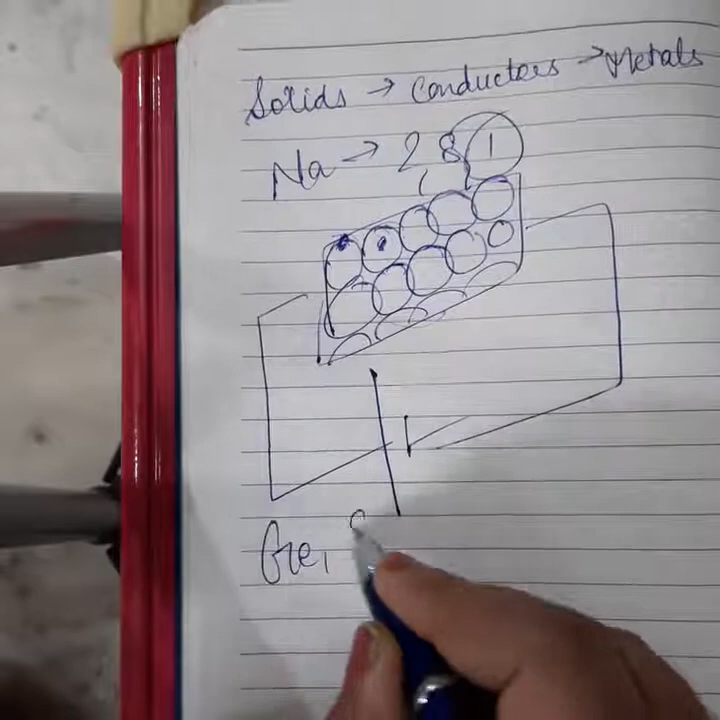 Solids → Conductors → Metals
Na → 2 8 1
Ge,